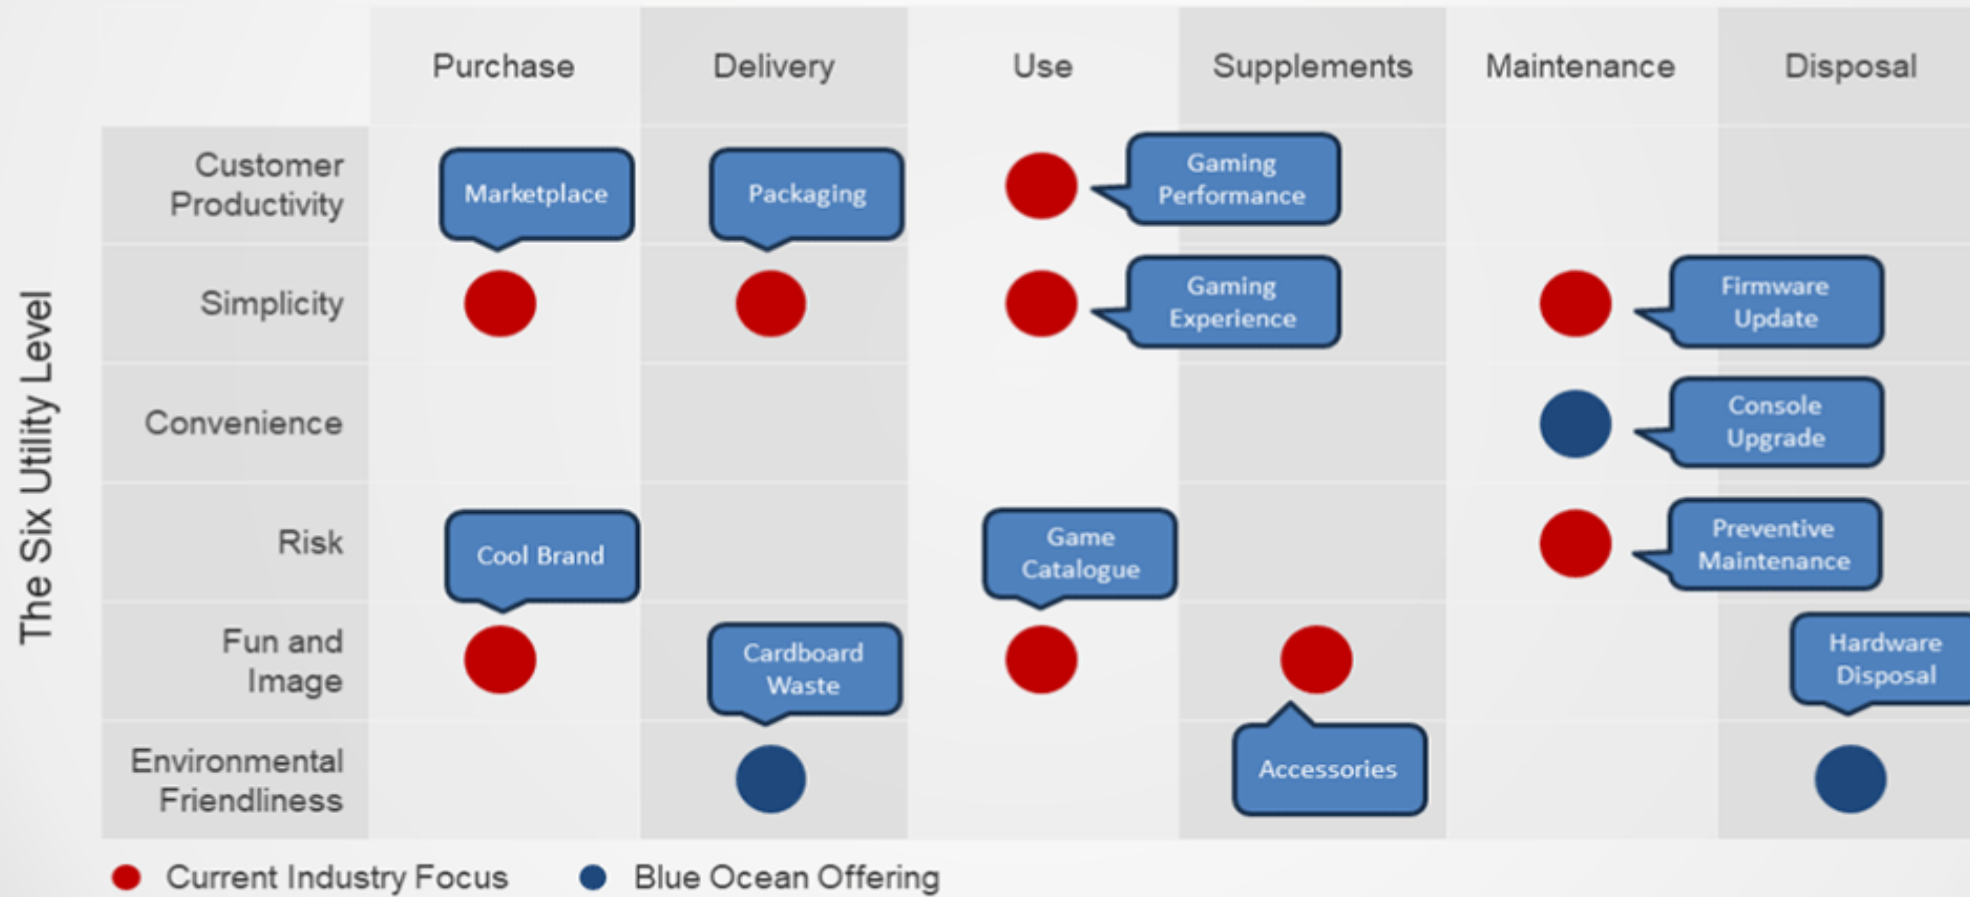 Purchase
Delivery
Use
Supplements
Maintenance
Disposal
The Six Utility Level
Customer
Productivity
Marketplace
Packaging
Gaming
Performance
Simplicity
Gaming
Experience
Firmware
Update
Convenience
Console
Upgrade
Risk
Cool Brand
Game
Catalogue
Preventive
Maintenance
Fun and
Image
Cardboard
Waste
Hardware
Disposal
Environmental
Friendliness
Accessories
Current Industry Focus
Blue Ocean Offering